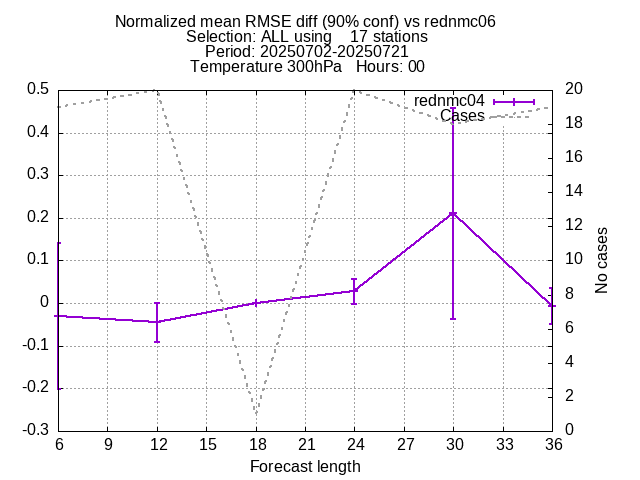 Normalized mean RMSE diff (90% conf) vs rednmc06
Selection: ALL using    17 stations
Period: 20250702-20250721
Temperature 300hPa   Hours: 00
rednmc04
Cases
0.5
0.4
0.3
0.2
0.1
0
-0.1
-0.2
-0.3
20
18
16
14
12
10
8
6
4
2
0
No cases
6 9 12 15 18 21 24 27 30 33 36
Forecast length